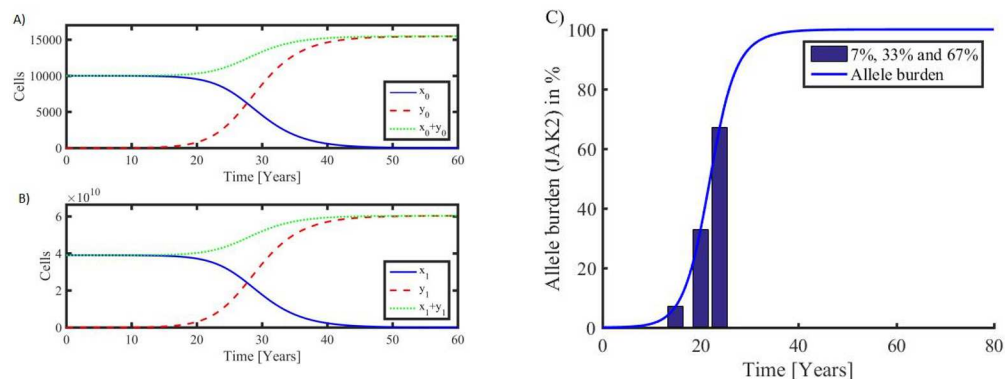 A)
15000
10000
5000
0
Cells
x0
y0
x0+y0
0 10 20 30 40 50 60
Time [Years]
B)
×10^10
6
4
2
0
Cells
x1
y1
x1+y1
0 10 20 30 40 50 60
Time [Years]
C)
100
80
60
40
20
0
Allele burden (JAK2) in %
7%, 33% and 67%
Allele burden
0 20 40 60 80
Time [Years]